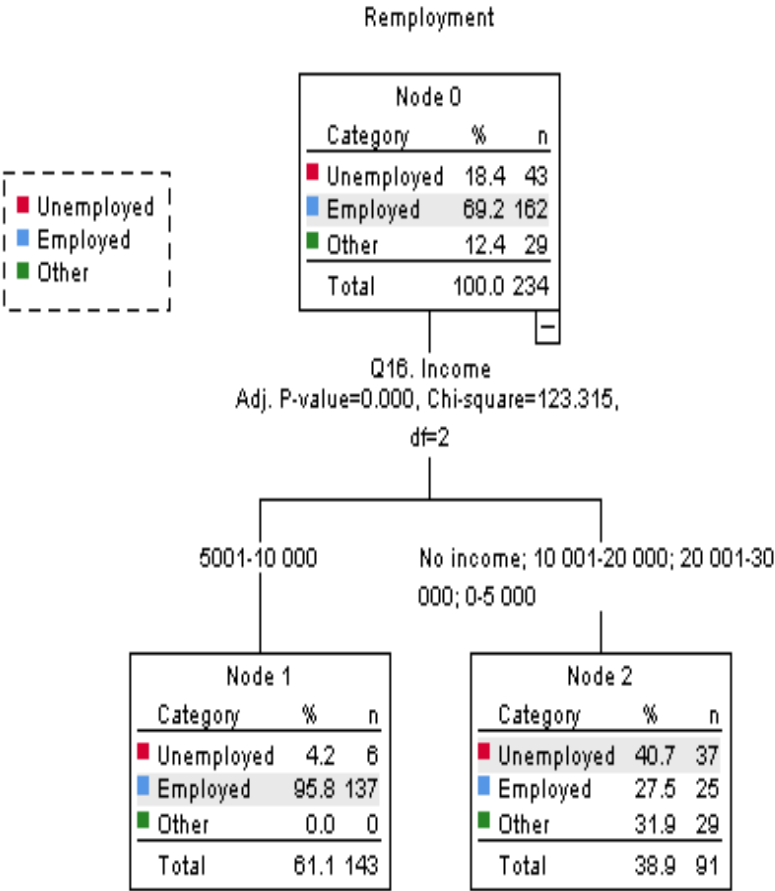 Remployment
Node 0
Category % n
Unemployed 18.4 43
Employed 69.2 162
Other 12.4 29
Total 100.0 234
Unemployed
Employed
Other
Q16. Income
Adj. P-value=0.000, Chi-square=123.315,
df=2
5001-10 000
No income; 10 001-20 000; 20 001-30
000; 0-5 000
Node 1
Category % n
Unemployed 4.2 6
Employed 95.8 137
Other 0.0 0
Total 61.1 143
Node 2
Category % n
Unemployed 40.7 37
Employed 27.5 25
Other 31.9 29
Total 38.9 91